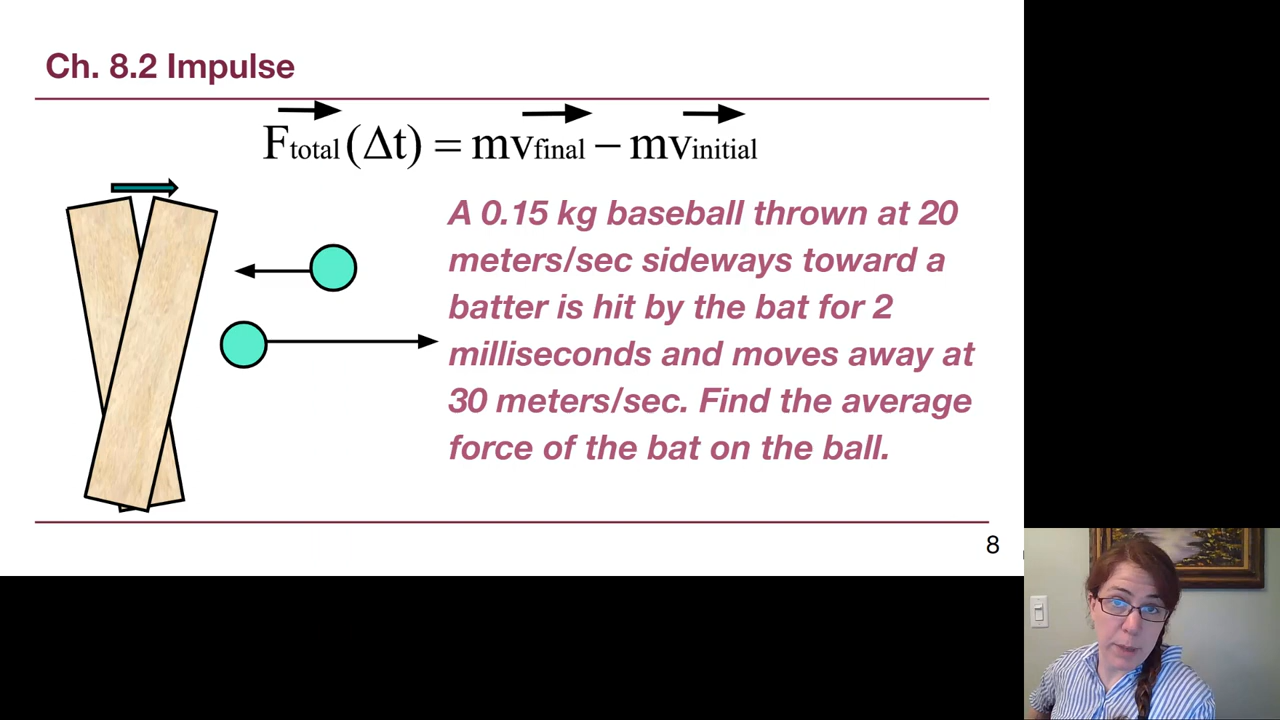 Ch. 8.2 Impulse
Ftotal(Δt) = mvfinal – mvinitial
A 0.15 kg baseball thrown at 20
meters/sec sideways toward a
batter is hit by the bat for 2
milliseconds and moves away at
30 meters/sec. Find the average
force of the bat on the ball.
8